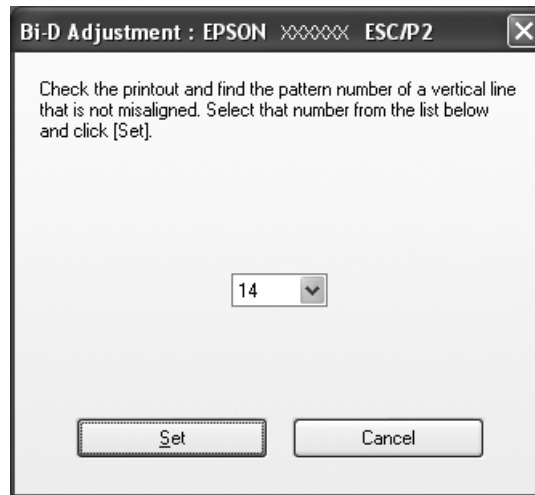 Bi-D Adjustment : EPSON XXXXXX ESC/P2
Check the printout and find the pattern number of a vertical line
that is not misaligned. Select that number from the list below
and click [Set].
14
Set
Cancel